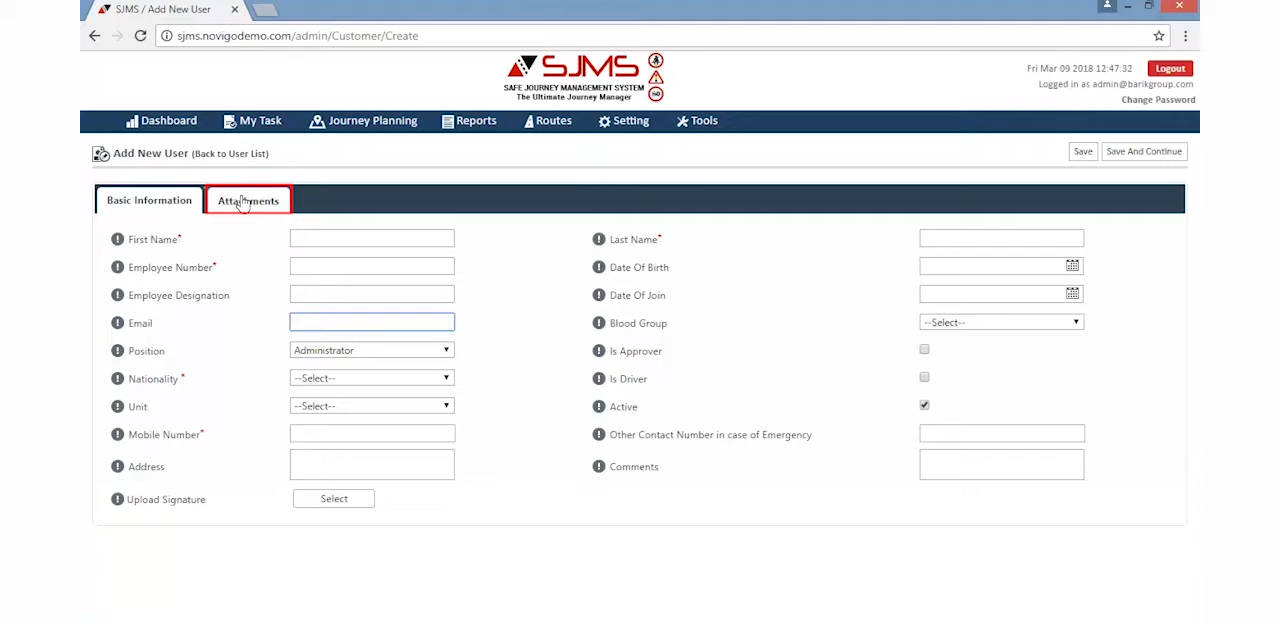 SJMS / Add New User
sjms.novigodemo.com/admin/Customer/Create
SJMS
SAFE JOURNEY MANAGEMENT SYSTEM
The Ultimate Journey Manager
Fri Mar 09 2018 12:47:32 Logout
Logged in as admin@barikgroup.com
Change Password
Dashboard My Task Journey Planning Reports Routes Setting Tools
Add New User (Back to User List) Save Save And Continue
Basic Information Attachments
First Name* Last Name*
Employee Number* Date Of Birth
Employee Designation Date Of Join
Email Blood Group --Select--
Position Administrator Is Approver
Nationality * --Select-- Is Driver
Unit --Select-- Active
Mobile Number* Other Contact Number in case of Emergency
Address Comments
Upload Signature Select